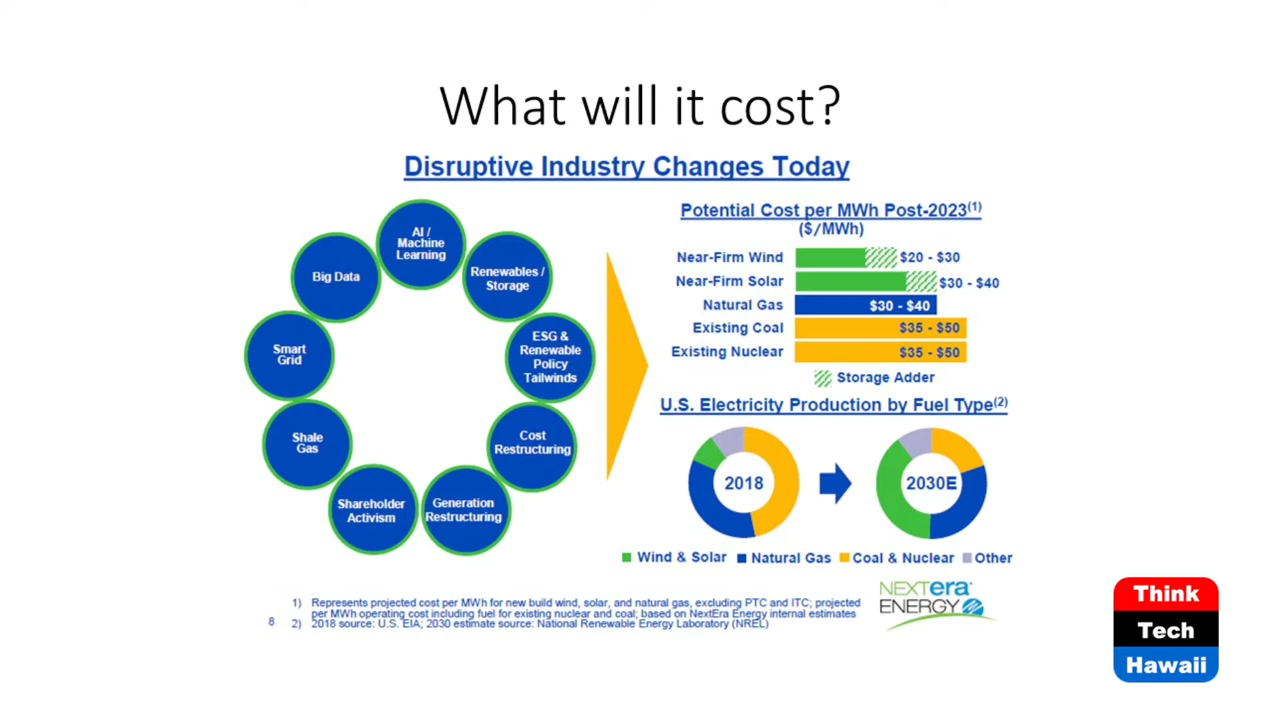 What will it cost?
Disruptive Industry Changes Today
AI /
Machine
Learning
Renewables /
Storage
ESG &
Renewable
Policy
Tailwinds
Cost
Restructuring
Generation
Restructuring
Shareholder
Activism
Shale
Gas
Smart
Grid
Big Data
Potential Cost per MWh Post-2023(1)
($/MWh)
Near-Firm Wind $20 - $30
Near-Firm Solar $30 - $40
Natural Gas $30 - $40
Existing Coal $35 - $50
Existing Nuclear $35 - $50
Storage Adder
U.S. Electricity Production by Fuel Type(2)
2018
2030E
Wind & Solar Natural Gas Coal & Nuclear Other
1) Represents projected cost per MWh for new build wind, solar, and natural gas, excluding PTC and ITC; projected
per MWh operating cost including fuel for existing nuclear and coal; based on NextEra Energy internal estimates
2) 2018 source: U.S. EIA; 2030 estimate source: National Renewable Energy Laboratory (NREL)
8
NEXTera
ENERGY
Think
Tech
Hawaii